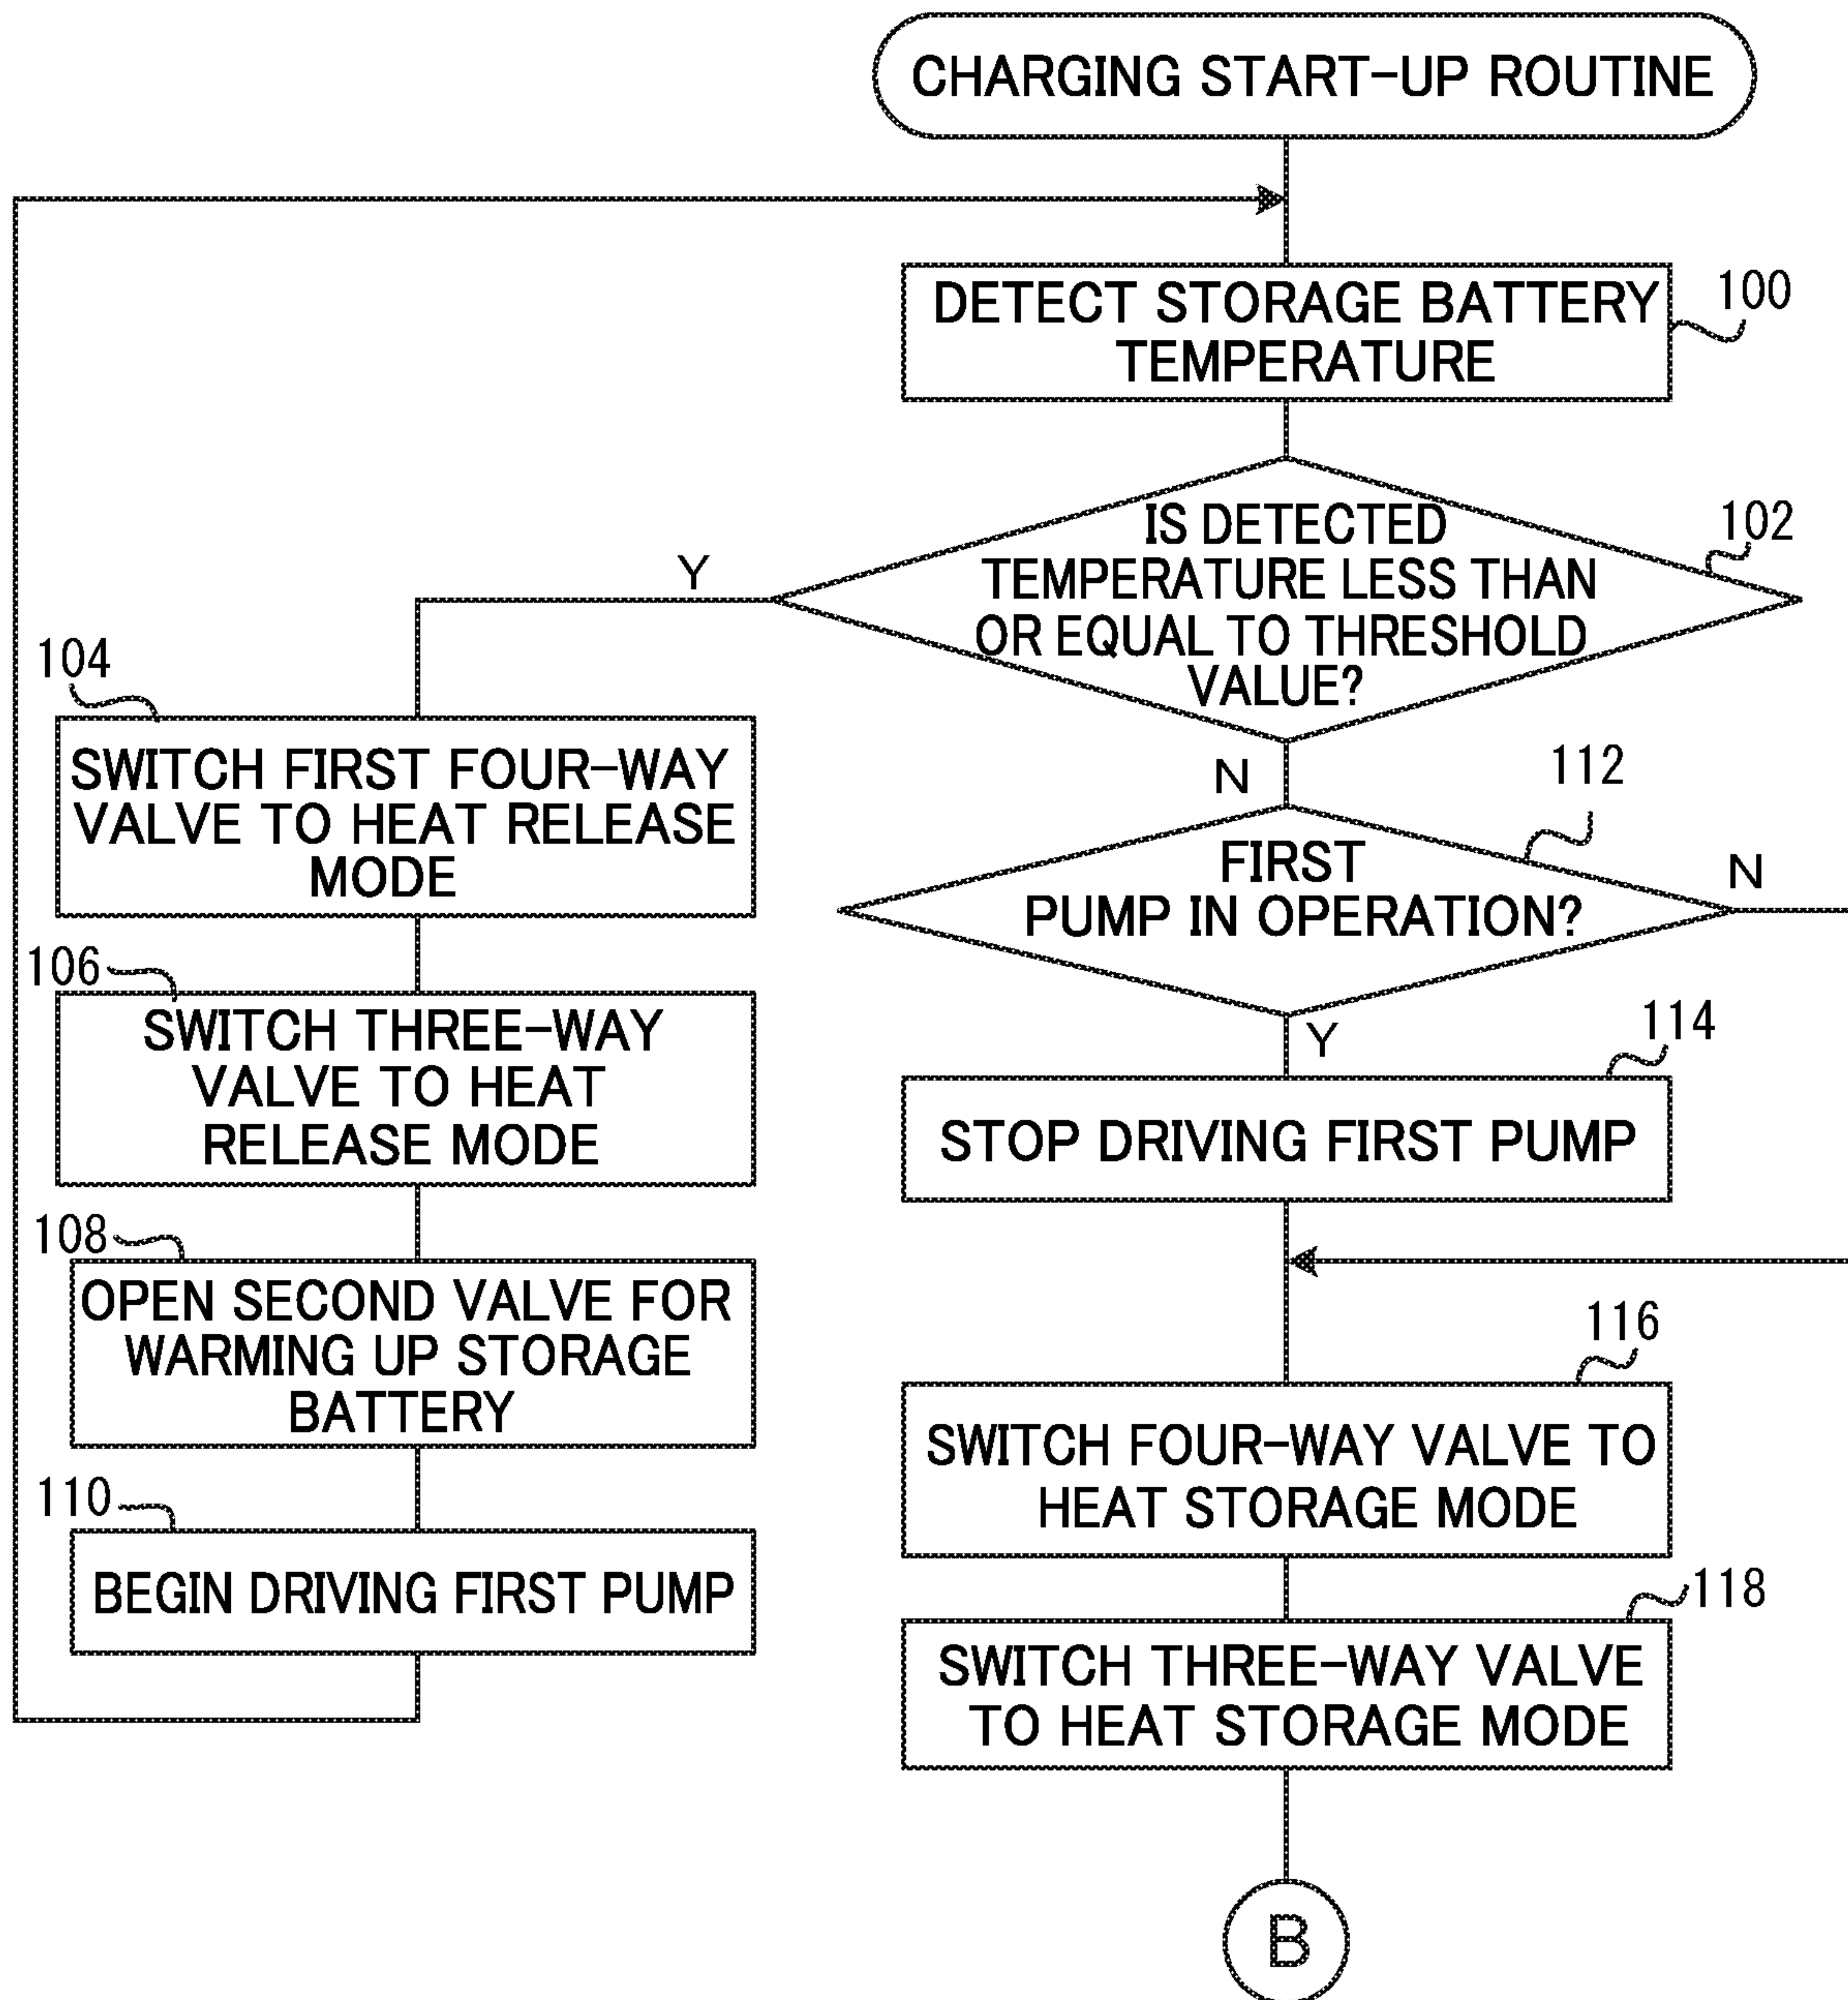 CHARGING START-UP ROUTINE
DETECT STORAGE BATTERY
TEMPERATURE
100
IS DETECTED
TEMPERATURE LESS THAN
OR EQUAL TO THRESHOLD
VALUE?
102
Y
N
104
SWITCH FIRST FOUR-WAY
VALVE TO HEAT RELEASE
MODE
106
SWITCH THREE-WAY
VALVE TO HEAT
RELEASE MODE
108
OPEN SECOND VALVE FOR
WARMING UP STORAGE
BATTERY
110
BEGIN DRIVING FIRST PUMP
112
FIRST
PUMP IN OPERATION?
N
Y
114
STOP DRIVING FIRST PUMP
116
SWITCH FOUR-WAY VALVE TO
HEAT STORAGE MODE
118
SWITCH THREE-WAY VALVE
TO HEAT STORAGE MODE
B